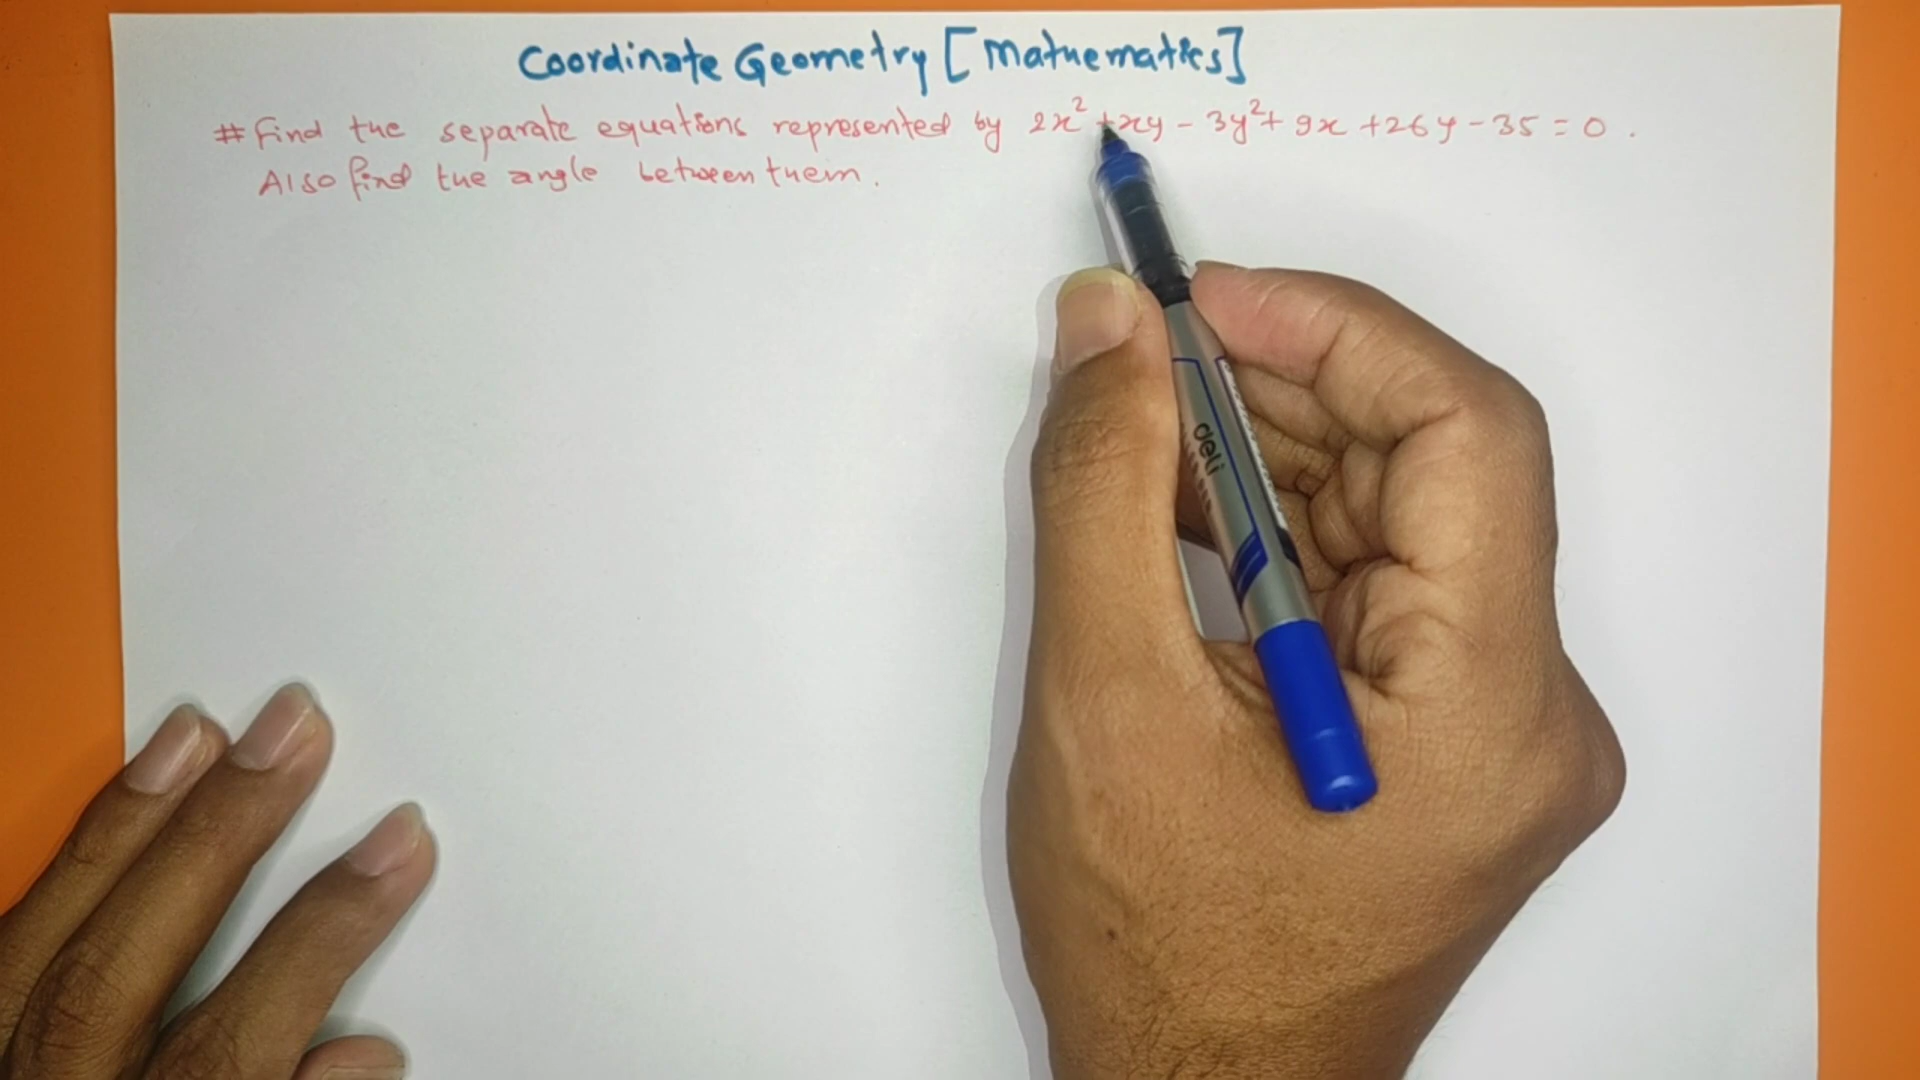 Coordinate Geometry [Mathematics]
# Find the separate equations represented by 2x² + xy - 3y² + 9x + 26y - 35 = 0 .
Also find the angle between them .
deli